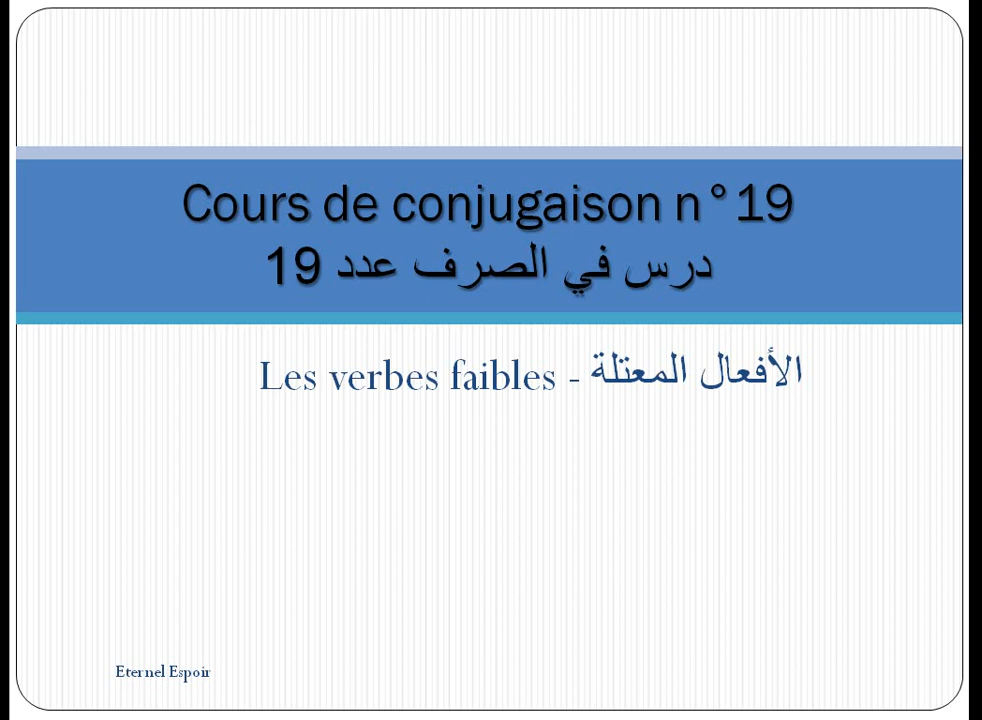 Cours de conjugaison n°19
درس في الصرف عدد 19
Les verbes faibles - الأفعال المعتلة
Eternel Espoir